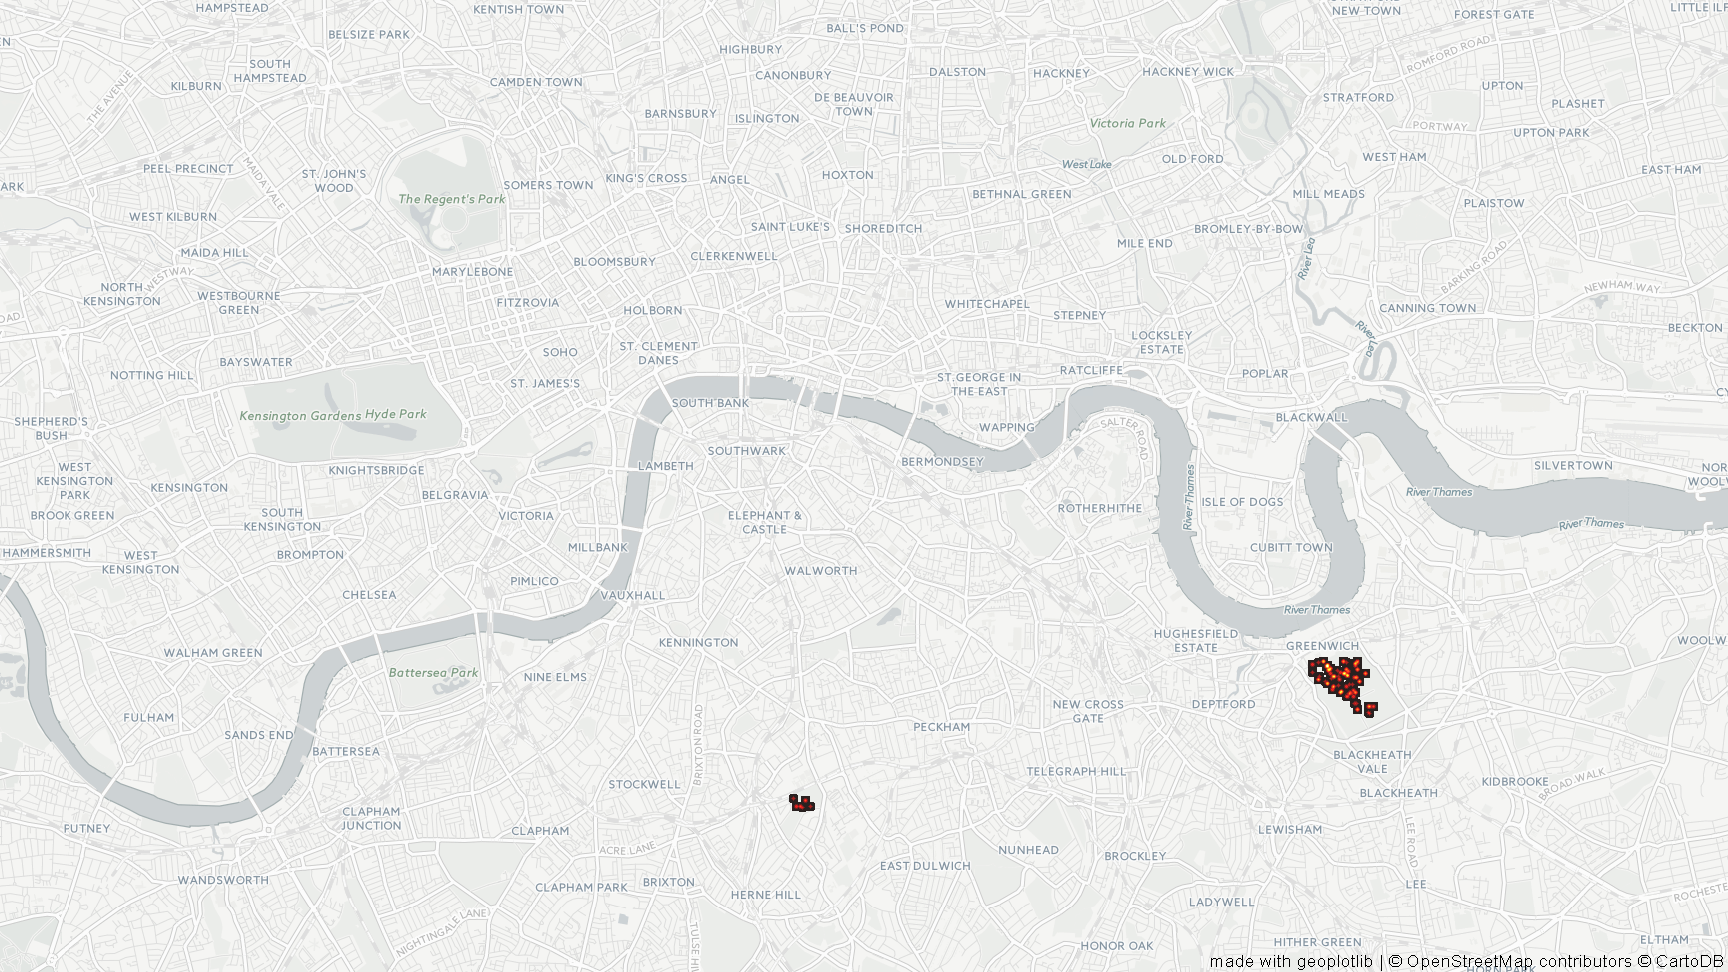 HAMPSTEAD
KENTISH TOWN
BALL'S POND
NEW TOWN
FOREST GATE
BELSIZE PARK
HIGHBURY
ROMFORD ROAD
SOUTH
HAMPSTEAD
CANONBURY
DALSTON
HACKNEY
HACKNEY WICK
THE AVENUE
KILBURN
CAMDEN TOWN
UPTON
DE BEAUVOIR
TOWN
STRATFORD
PLASHET
BARNSBURY
ISLINGTON
Victoria Park
PORTWAY
UPTON PARK
PEEL PRECINCT
MAIDA VALE
ST. JOHN'S
WOOD
KING'S CROSS
ANGEL
HOXTON
West Lake
OLD FORD
WEST HAM
EAST HAM
SOMERS TOWN
The Regent's Park
BETHNAL GREEN
MILL MEADS
PLAISTOW
WEST KILBURN
SAINT LUKE'S
SHOREDITCH
BROMLEY-BY-BOW
MAIDA HILL
MILE END
River Lea
BARKING ROAD
WESTWAY
MARYLEBONE
BLOOMSBURY
CLERKENWELL
NORTH
KENSINGTON
WESTBOURNE
GREEN
FITZROVIA
HOLBORN
WHITECHAPEL
STEPNEY
CANNING TOWN
NEWHAM WAY
BECKTON
River Lea
LOCKSLEY
ESTATE
BAYSWATER
SOHO
ST. CLEMENT
DANES
NOTTING HILL
ST. JAMES'S
ST.GEORGE IN
THE EAST
RATCLIFFE
POPLAR
SHEPHERD'S
BUSH
Kensington Gardens
Hyde Park
SOUTH BANK
WAPPING
SALTER ROAD
BLACKWALL
SOUTHWARK
BERMONDSEY
WEST
KENSINGTON
PARK
KNIGHTSBRIDGE
LAMBETH
SILVERTOWN
KENSINGTON
BELGRAVIA
River Thames
River Thames
ISLE OF DOGS
BROOK GREEN
SOUTH
KENSINGTON
VICTORIA
ELEPHANT &
CASTLE
ROTHERHITHE
River Thames
HAMMERSMITH
WEST
KENSINGTON
BROMPTON
MILLBANK
CUBITT TOWN
PIMLICO
WALWORTH
CHELSEA
VAUXHALL
River Thames
WALHAM GREEN
KENNINGTON
HUGHESFIELD
ESTATE
GREENWICH
Battersea Park
NINE ELMS
FULHAM
SANDS END
BATTERSEA
BRIXTON ROAD
PECKHAM
NEW CROSS
GATE
DEPTFORD
BLACKHEATH
VALE
STOCKWELL
TELEGRAPH HILL
KIDBROOKE
BROAD WALK
BLACKHEATH
FUTNEY
CLAPHAM
JUNCTION
CLAPHAM
ACRE LANE
LEWISHAM
LEE ROAD
NUNHEAD
BROCKLEY
EAST DULWICH
WANDSWORTH
CLAPHAM PARK
BRIXTON
HERNE HILL
LEE
LADYWELL
NIGHTINGALE LANE
HONOR OAK
HITHER GREEN
ELTHAM
made with geoplotlib | © OpenStreetMap contributors © CartoDB